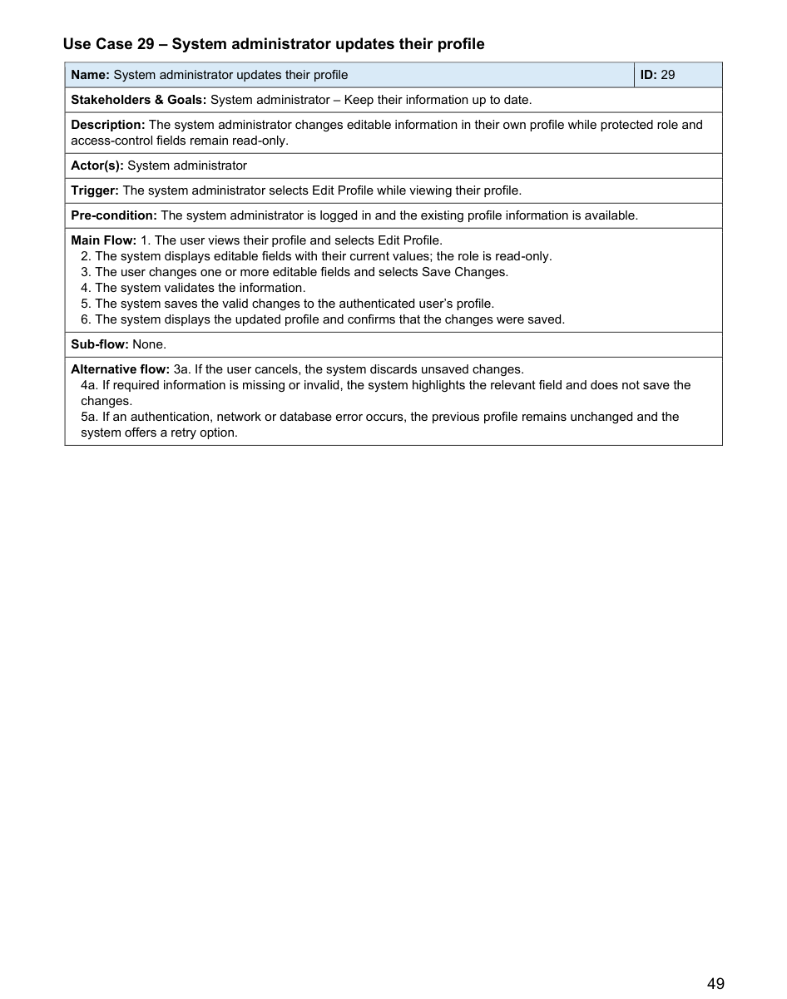 Use Case 29 – System administrator updates their profile
Name: System administrator updates their profile
ID: 29
Stakeholders & Goals: System administrator – Keep their information up to date.
Description: The system administrator changes editable information in their own profile while protected role and
access-control fields remain read-only.
Actor(s): System administrator
Trigger: The system administrator selects Edit Profile while viewing their profile.
Pre-condition: The system administrator is logged in and the existing profile information is available.
Main Flow: 1. The user views their profile and selects Edit Profile.
2. The system displays editable fields with their current values; the role is read-only.
3. The user changes one or more editable fields and selects Save Changes.
4. The system validates the information.
5. The system saves the valid changes to the authenticated user’s profile.
6. The system displays the updated profile and confirms that the changes were saved.
Sub-flow: None.
Alternative flow: 3a. If the user cancels, the system discards unsaved changes.
4a. If required information is missing or invalid, the system highlights the relevant field and does not save the
changes.
5a. If an authentication, network or database error occurs, the previous profile remains unchanged and the
system offers a retry option.
49